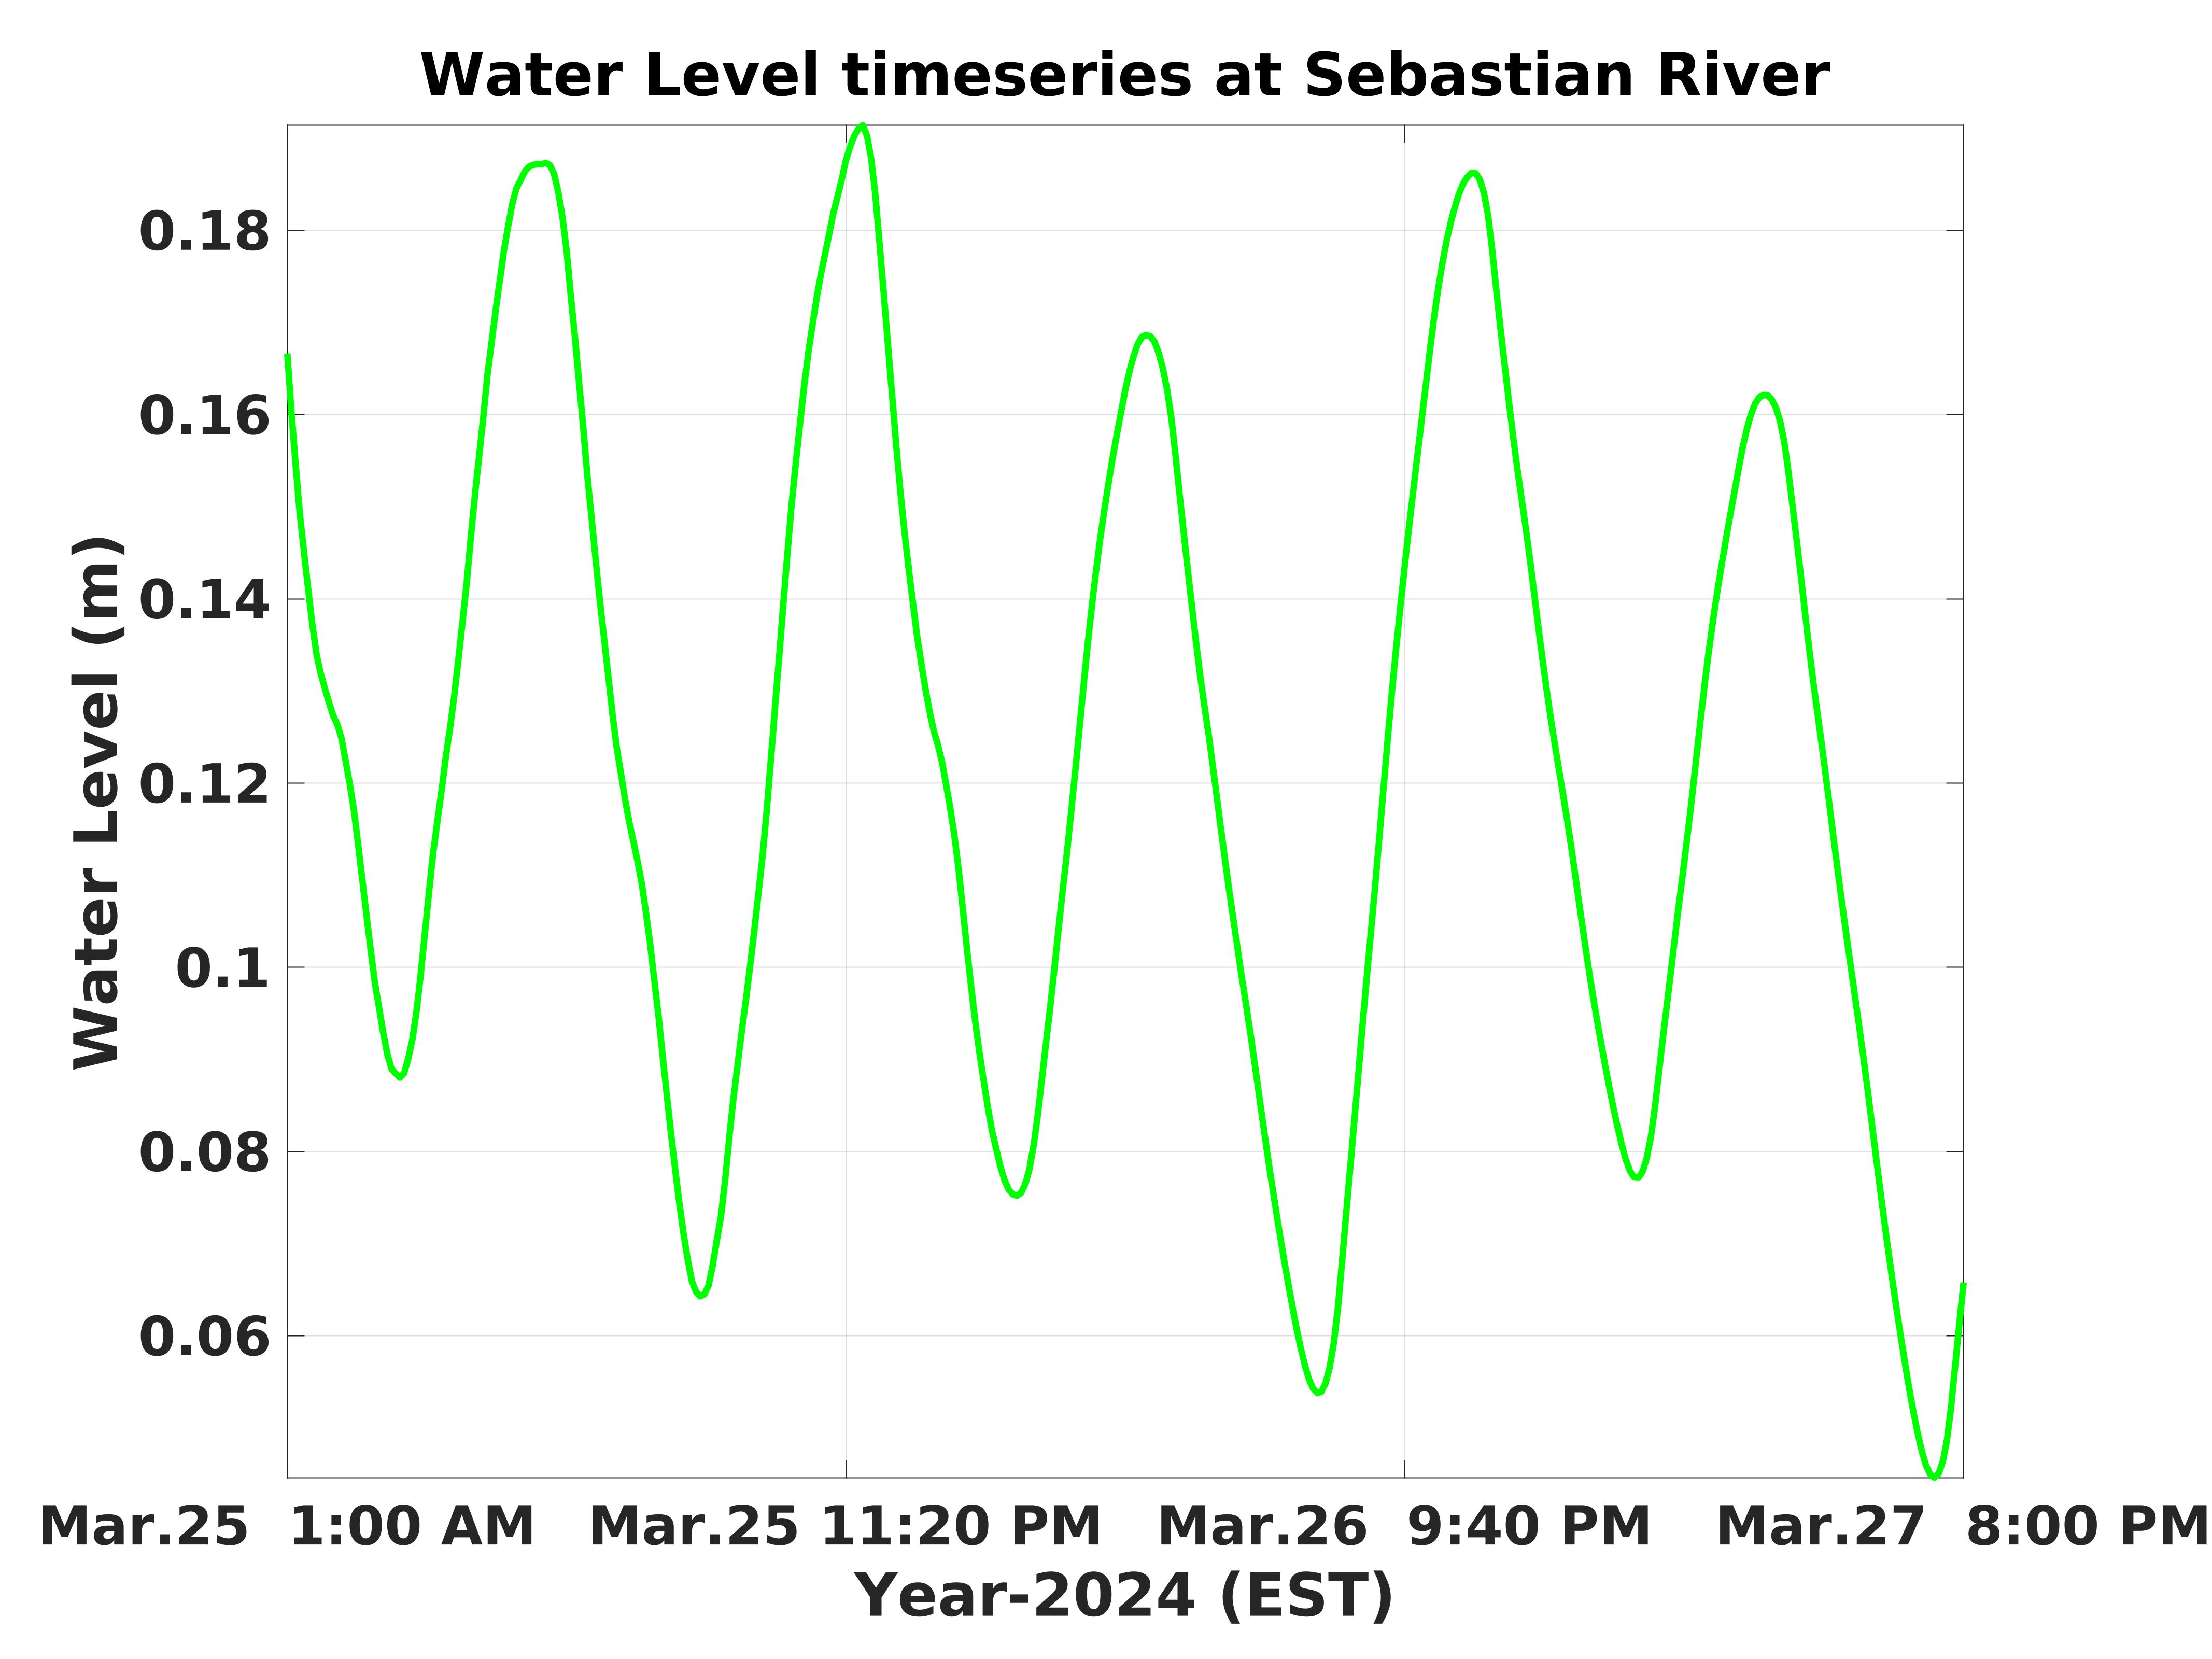 Water Level timeseries at Sebastian River
0.18
0.16
0.14
0.12
0.1
0.08
0.06
Water Level (m)
Mar.25 1:00 AM Mar.25 11:20 PM Mar.26 9:40 PM Mar.27 8:00 PM
Year-2024 (EST)